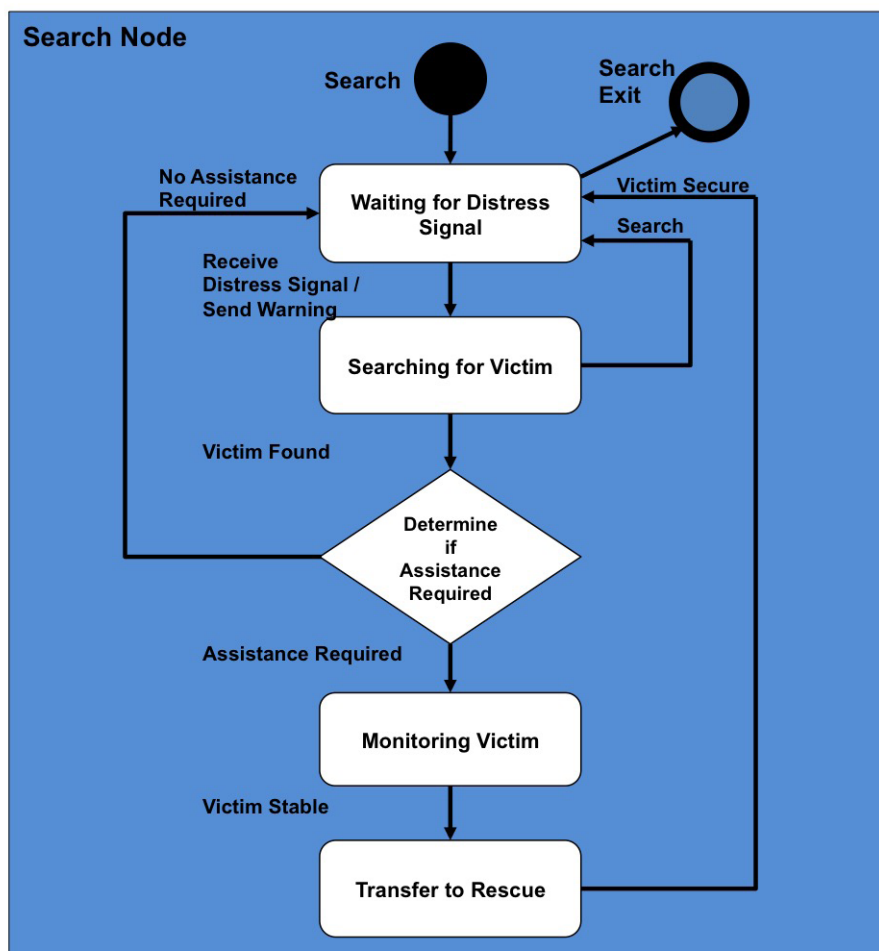 Search Node
Search
Search
Exit
No Assistance
Required
Victim Secure
Waiting for Distress
Signal
Search
Receive
Distress Signal /
Send Warning
Searching for Victim
Victim Found
Determine
if
Assistance
Required
Assistance Required
Monitoring Victim
Victim Stable
Transfer to Rescue